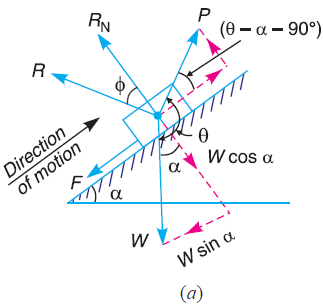 R_N
P
(θ – α – 90°)
R
ϕ
Direction
of motion
θ
α
W cos α
F
α
W
W sin α
(a)